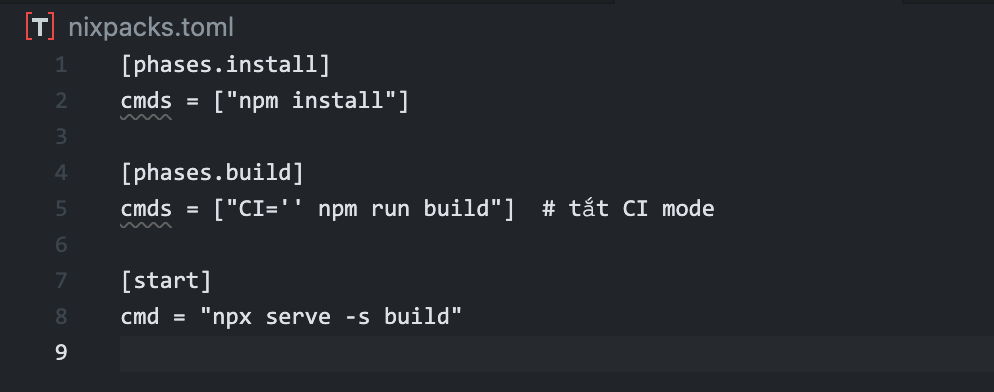 [T] nixpacks.toml
1 [phases.install]
2 cmds = ["npm install"]
3
4 [phases.build]
5 cmds = ["CI='' npm run build"]  # tắt CI mode
6
7 [start]
8 cmd = "npx serve -s build"
9